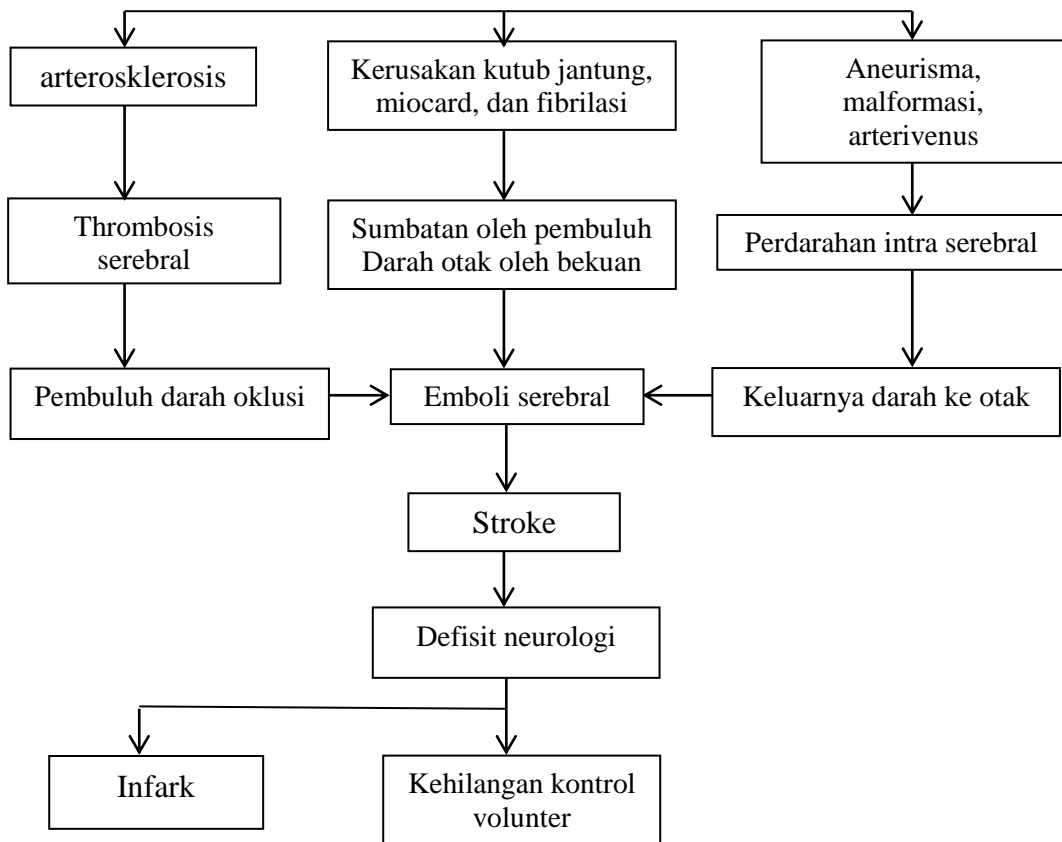 arterosklerosis
Kerusakan kutub jantung,
miocard, dan fibrilasi
Aneurisma,
malformasi,
arterivenus
Thrombosis
serebral
Sumbatan oleh pembuluh
Darah otak oleh bekuan
Perdarahan intra serebral
Pembuluh darah oklusi
Emboli serebral
Keluarnya darah ke otak
Stroke
Defisit neurologi
Infark
Kehilangan kontrol
volunter